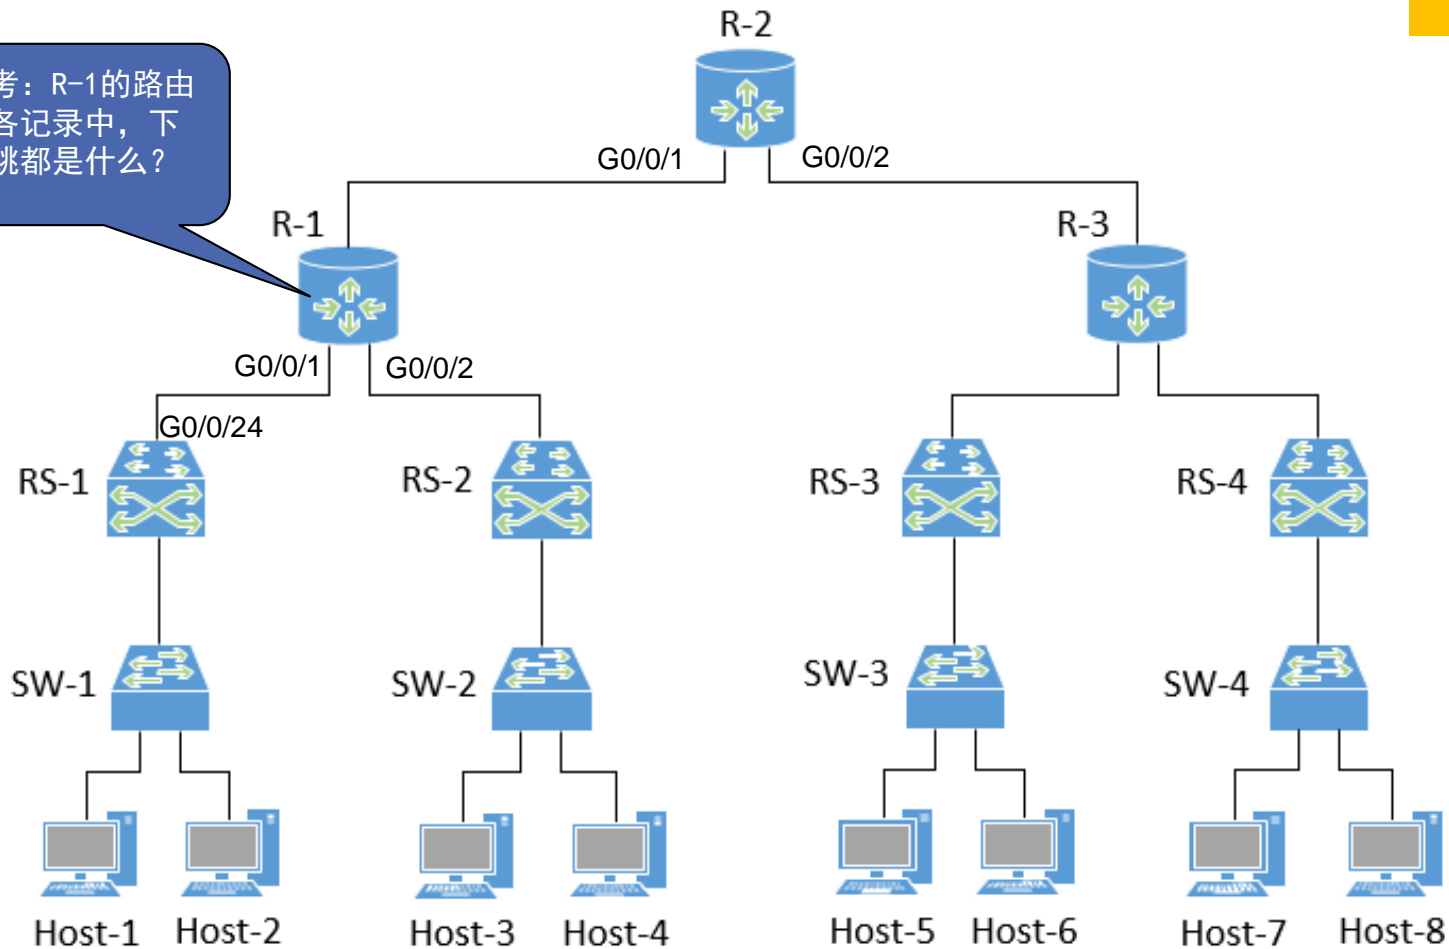 R-2
考：R-1的路由
各记录中，下
跳都是什么？
G0/0/1
G0/0/2
R-1
R-3
G0/0/1
G0/0/2
G0/0/24
RS-1
RS-2
RS-3
RS-4
SW-1
SW-2
SW-3
SW-4
Host-1
Host-2
Host-3
Host-4
Host-5
Host-6
Host-7
Host-8